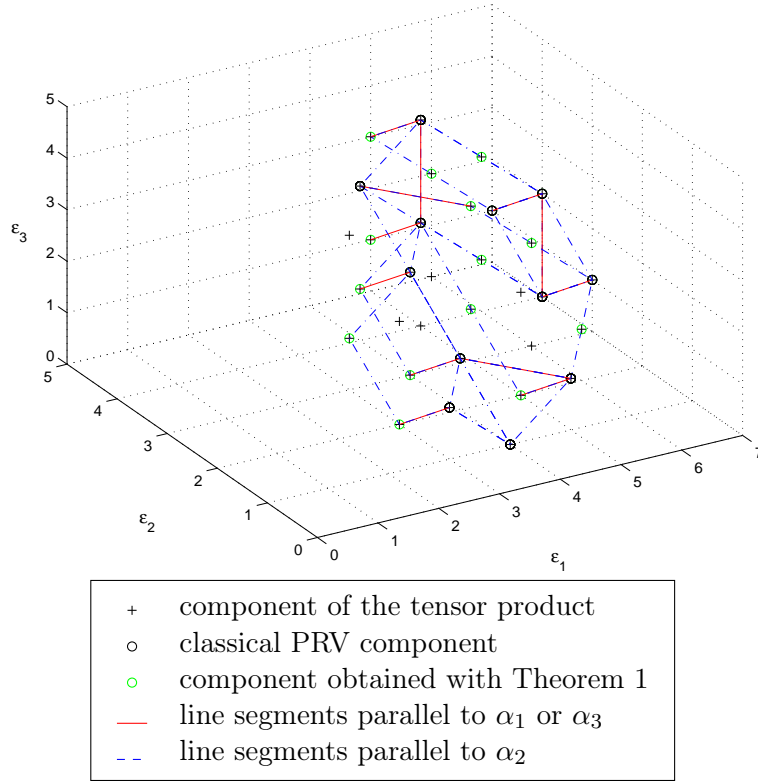 5
4
3
2
1
0
ε₃
5
4
3
2
1
0
ε₂
0
1
2
3
4
5
6
7
ε₁
component of the tensor product
classical PRV component
component obtained with Theorem 1
line segments parallel to α₁ or α₃
line segments parallel to α₂